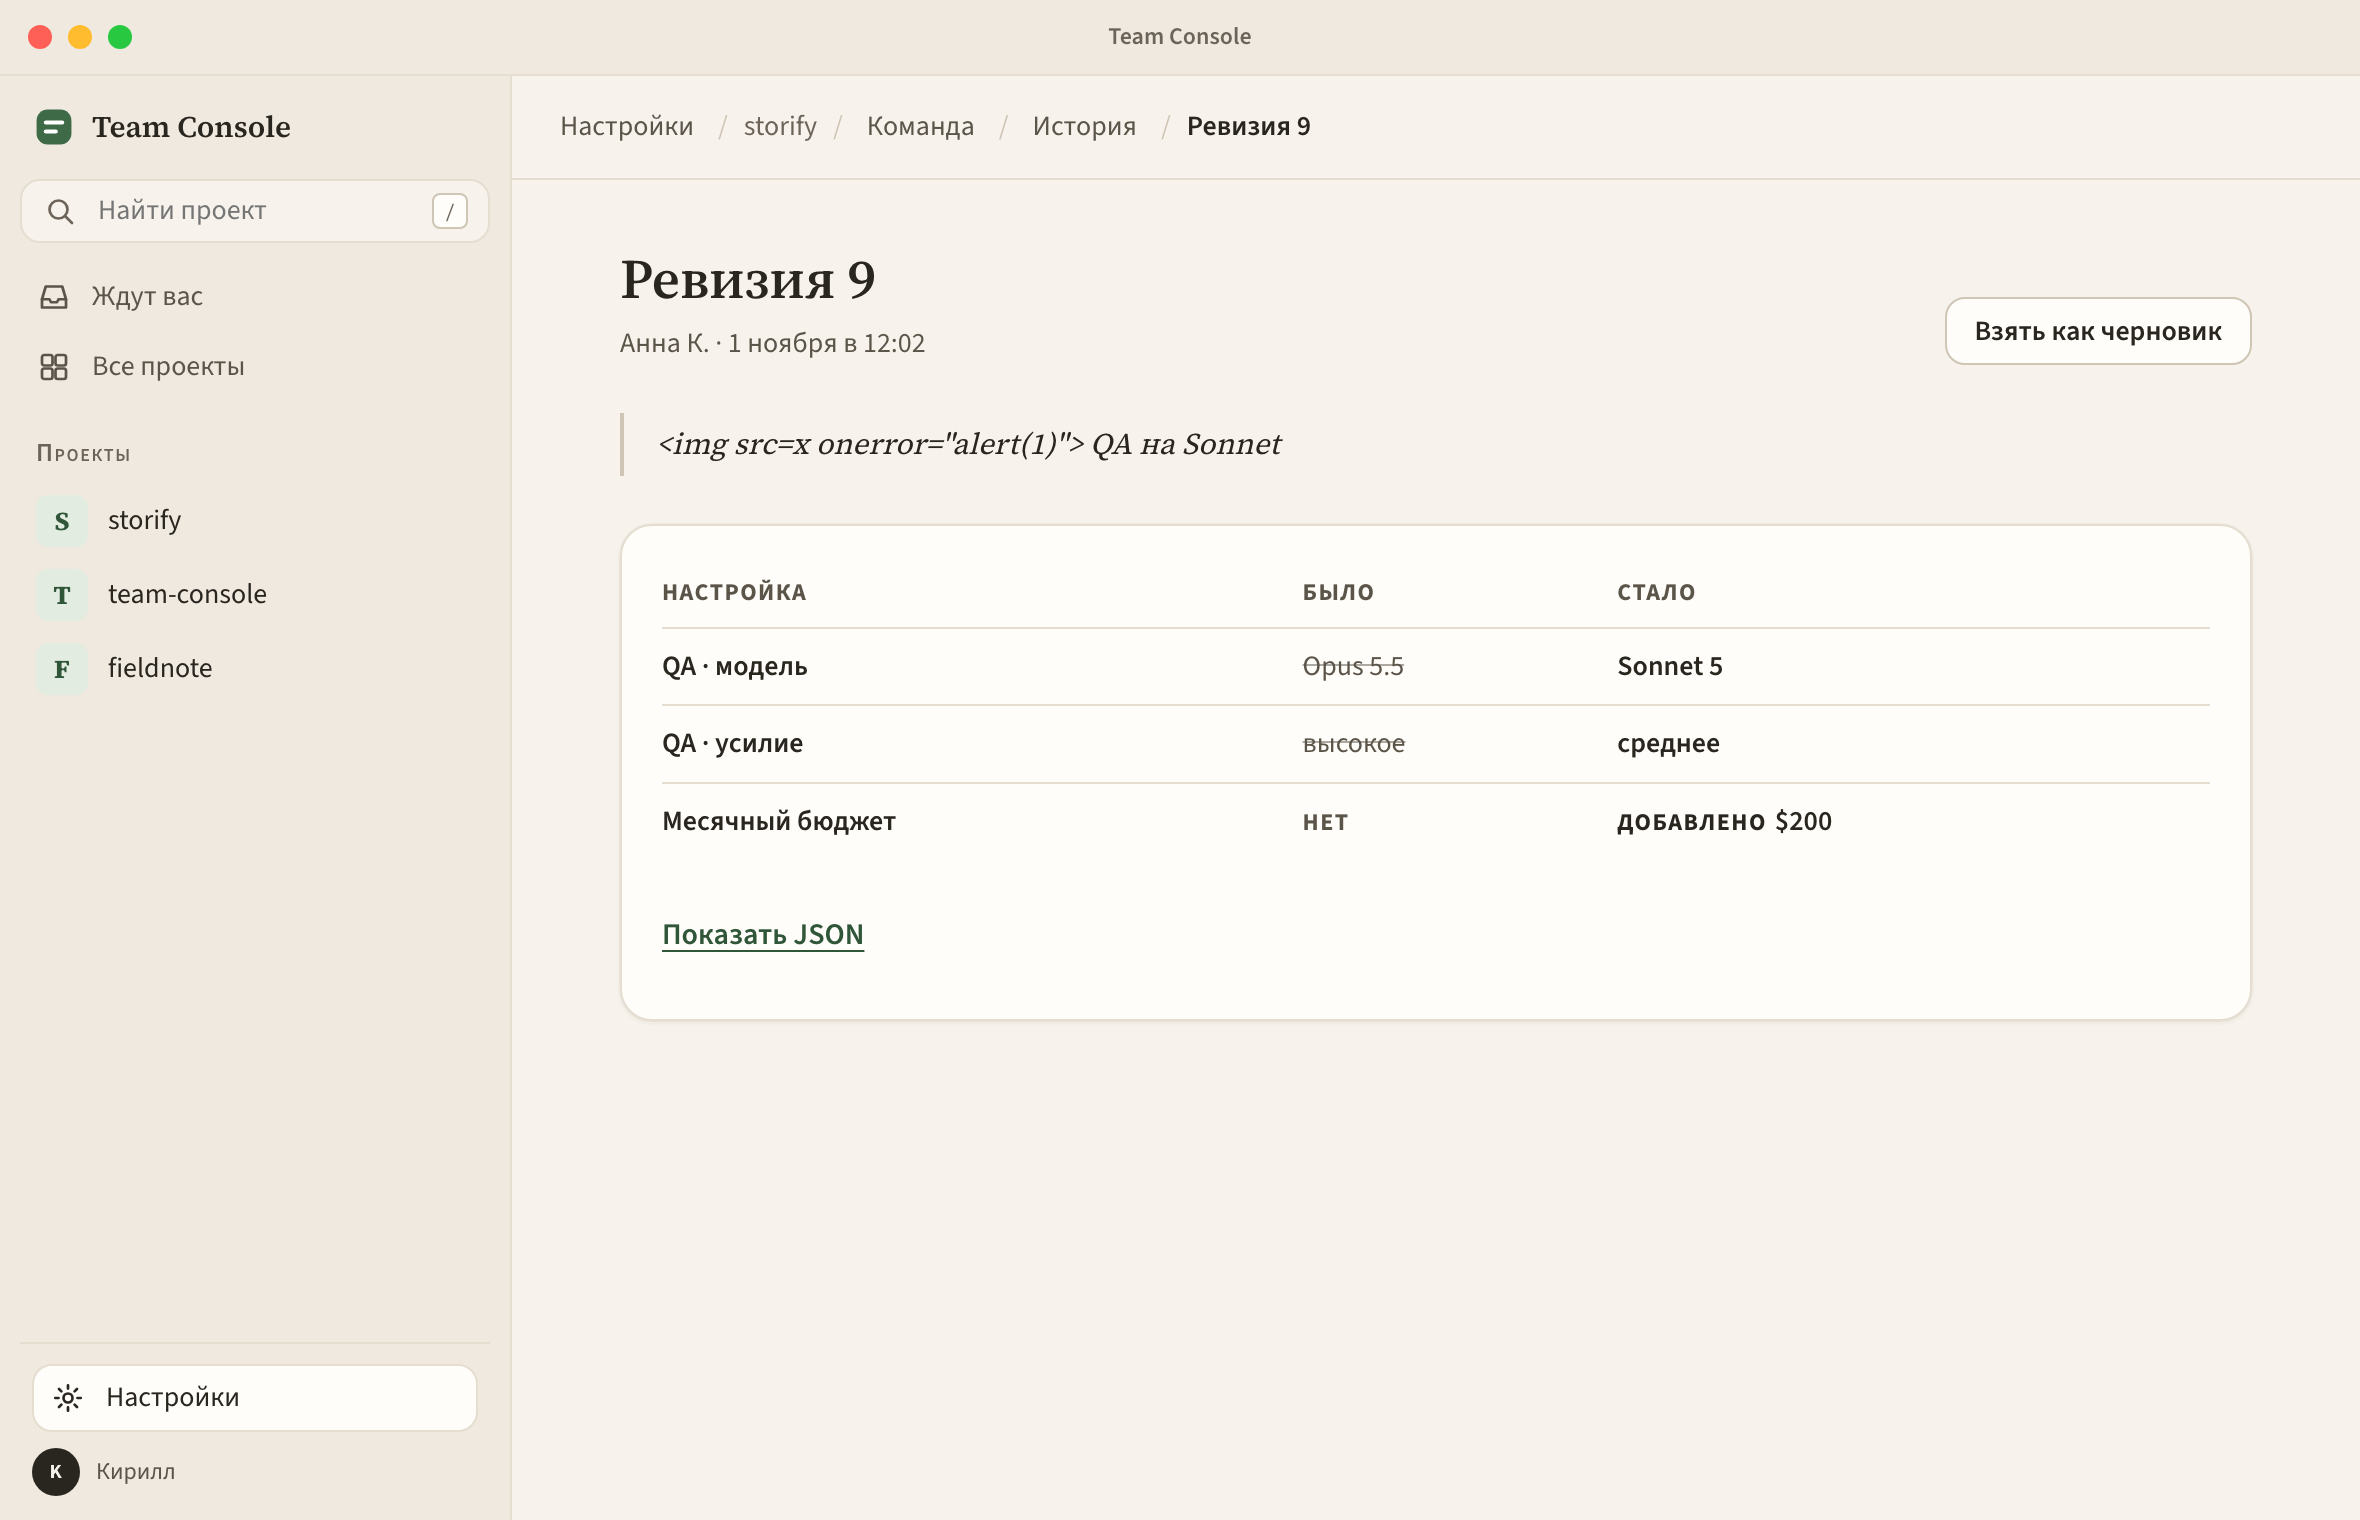 Team Console
Team Console
Найти проект /
Ждут вас
Все проекты
Проекты
S storify
T team-console
F fieldnote
Настройки
K Кирилл
Настройки / storify / Команда / История / Ревизия 9
Ревизия 9
Анна К. · 1 ноября в 12:02
Взять как черновик
<img src=x onerror="alert(1)"> QA на Sonnet
НАСТРОЙКА БЫЛО СТАЛО
QA · модель Opus 5.5 Sonnet 5
QA · усилие высокое среднее
Месячный бюджет НЕТ ДОБАВЛЕНО $200
Показать JSON